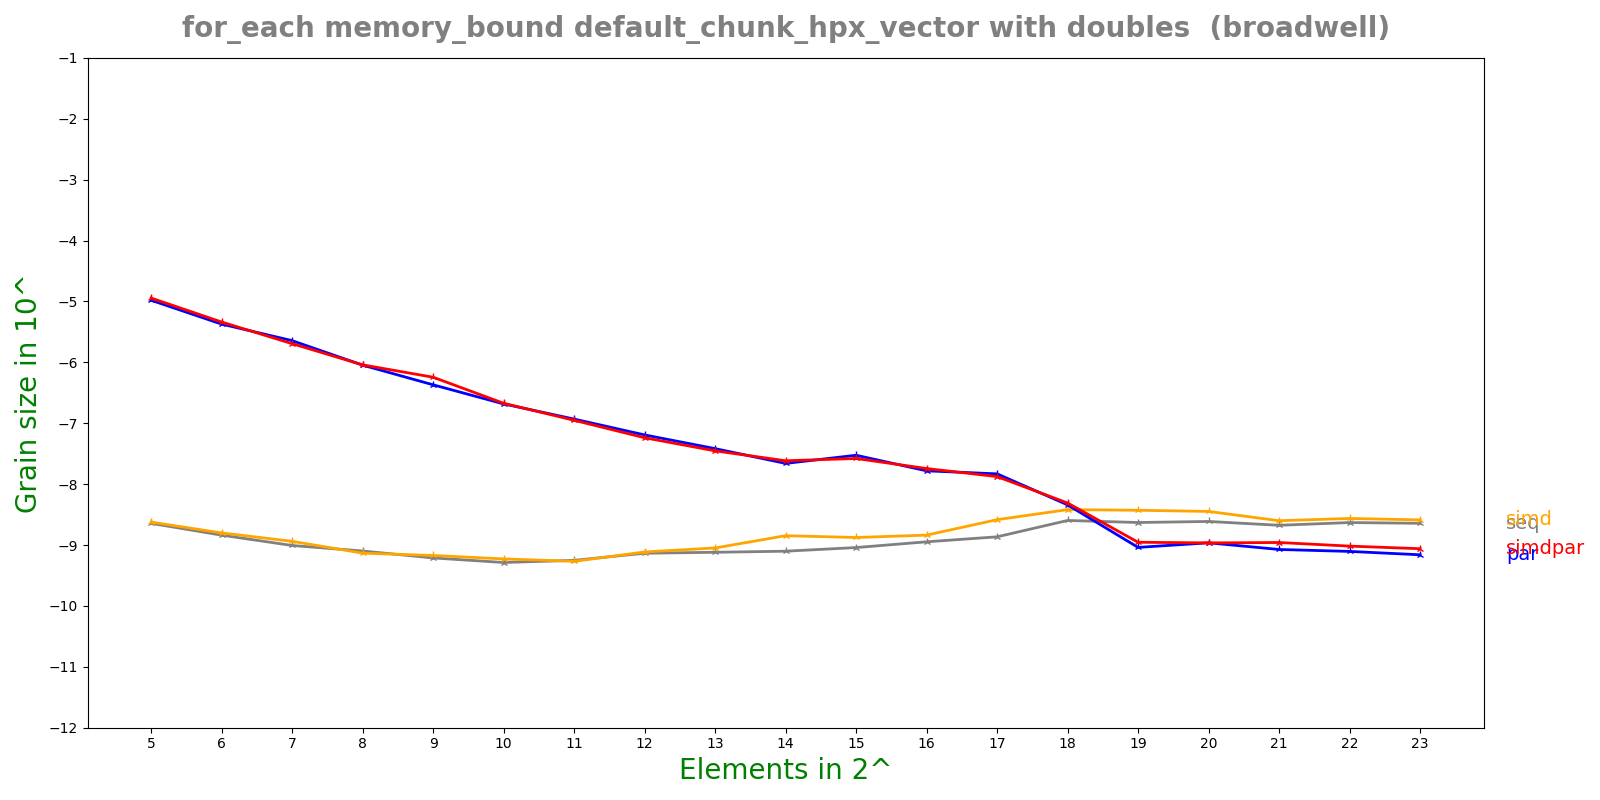 for_each memory_bound default_chunk_hpx_vector with doubles  (broadwell)
Grain size in 10^
−1
−2
−3
−4
−5
−6
−7
−8
−9
−10
−11
−12
simd
seq
simdpar
par
5 6 7 8 9 10 11 12 13 14 15 16 17 18 19 20 21 22 23
Elements in 2^